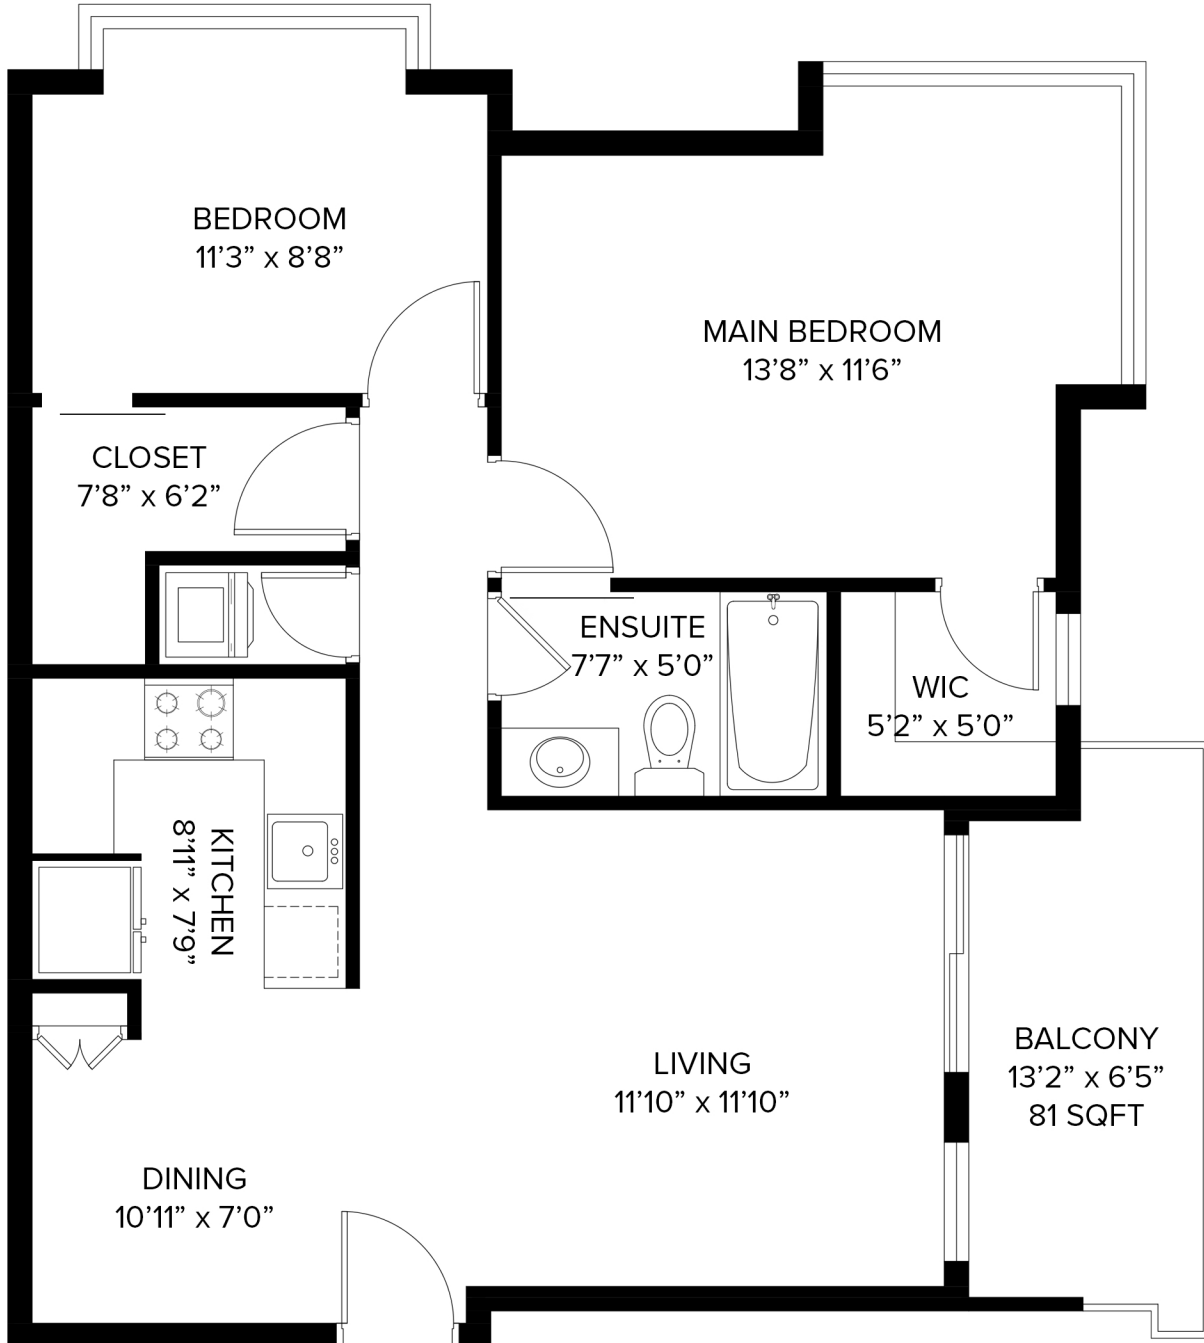 BEDROOM
11’3” x 8’8”
MAIN BEDROOM
13’8” x 11’6”
CLOSET
7’8” x 6’2”
ENSUITE
7’7” x 5’0”
WIC
5’2” x 5’0”
KITCHEN
8’11” x 7’9”
LIVING
11’10” x 11’10”
BALCONY
13’2” x 6’5”
81 SQFT
DINING
10’11” x 7’0”